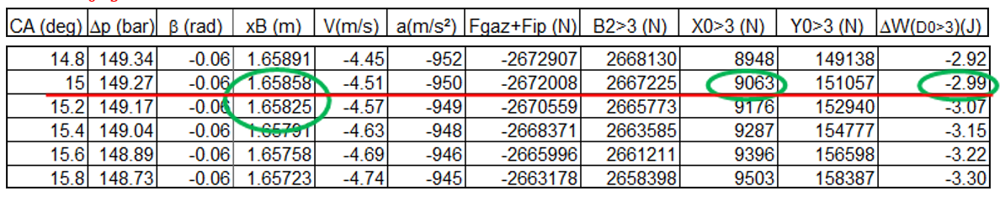 CA (deg) Δp (bar) β (rad) xB (m) V(m/s) a(m/s²) Fgaz+Fip (N) B2>3 (N) X0>3 (N) Y0>3 (N) ΔW(D0>3)(J)
14.8 149.34 -0.06 1.65891 -4.45 -952 -2672907 2668130 8948 149138 -2.92
15 149.27 -0.06 1.65858 -4.51 -950 -2672008 2667225 9063 151057 -2.99
15.2 149.17 -0.06 1.65825 -4.57 -949 -2670559 2665773 9176 152940 -3.07
15.4 149.04 -0.06 1.65791 -4.63 -948 -2668371 2663585 9287 154777 -3.15
15.6 148.89 -0.06 1.65758 -4.69 -946 -2665996 2661211 9396 156598 -3.22
15.8 148.73 -0.06 1.65723 -4.74 -945 -2663178 2658398 9503 158387 -3.30